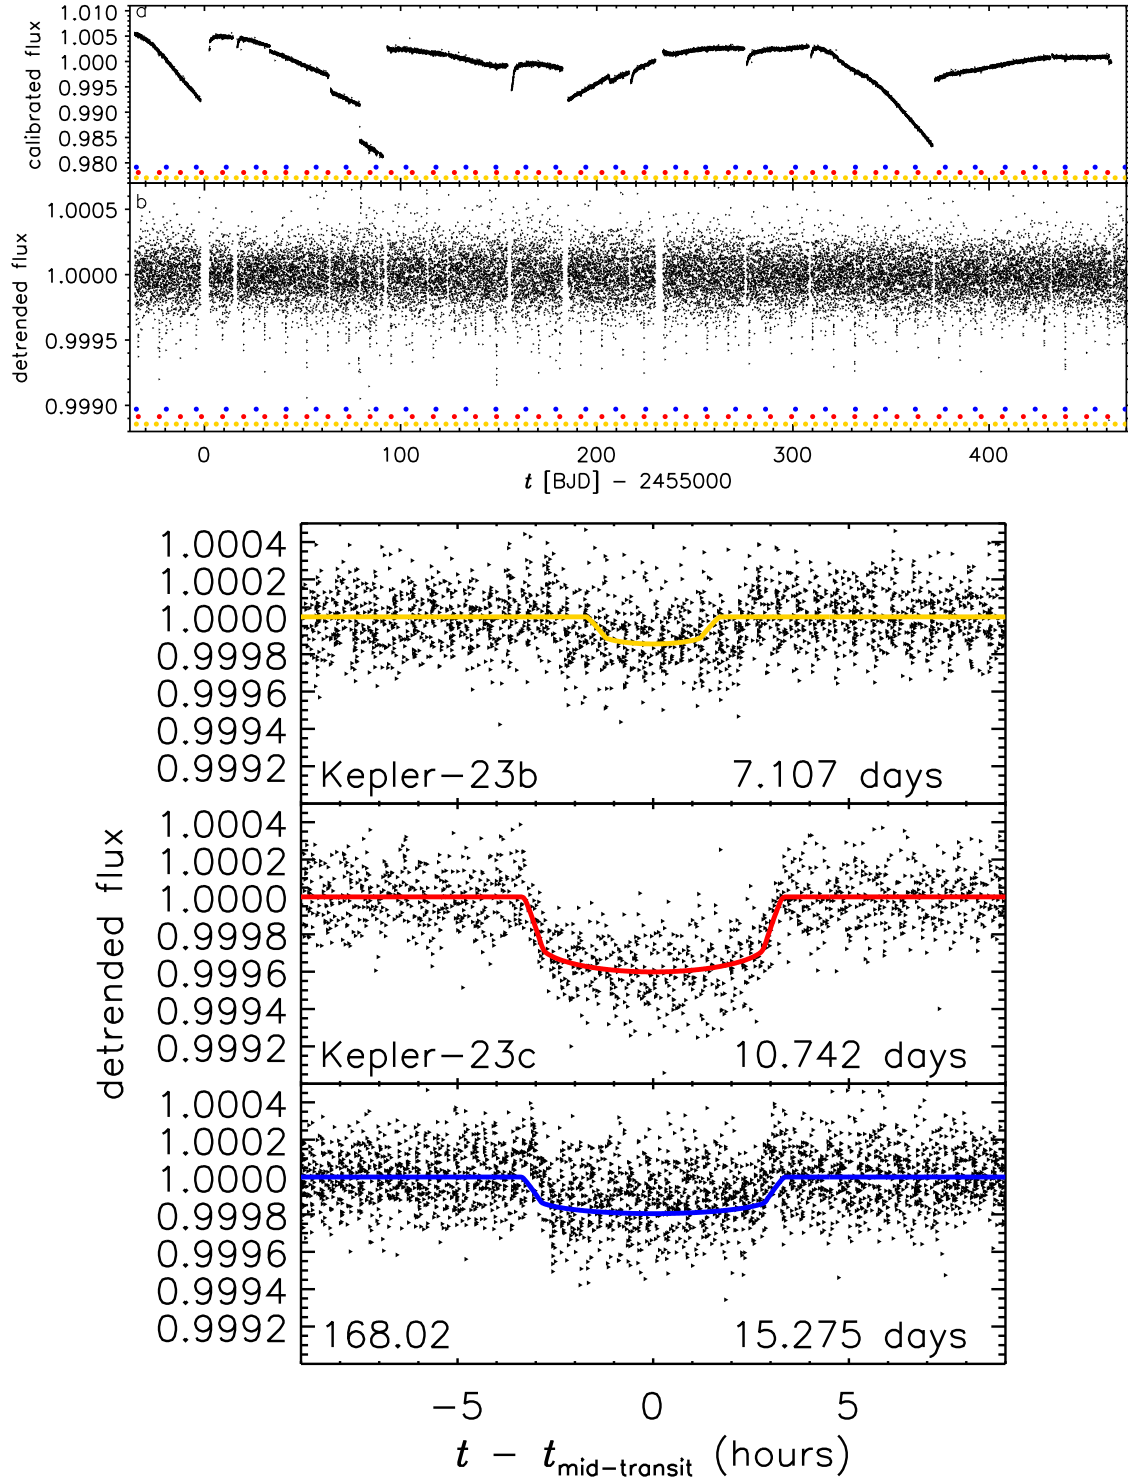 a
1.010
1.005
1.000
0.995
0.990
0.985
0.980
calibrated flux
b
1.0005
1.0000
0.9995
0.9990
detrended flux
0 100 200 300 400
t [BJD] − 2455000
1.0004
1.0002
1.0000
0.9998
0.9996
0.9994
0.9992
Kepler−23b 7.107 days
1.0004
1.0002
1.0000
0.9998
0.9996
0.9994
0.9992
Kepler−23c 10.742 days
detrended flux
1.0004
1.0002
1.0000
0.9998
0.9996
0.9994
0.9992
168.02 15.275 days
−5 0 5
t − tmid−transit (hours)